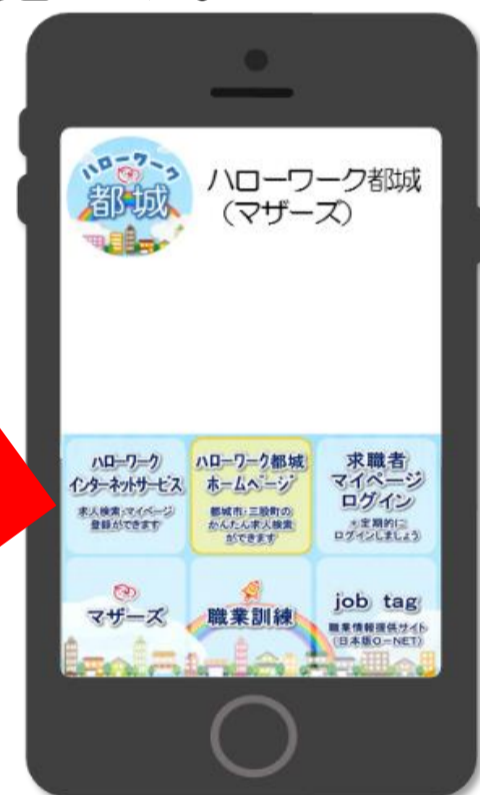 ハローワーク
都城
ハローワーク都城
（マザーズ）
ハローワーク
インターネットサービス
求人検索・マイページ
登録ができます
ハローワーク都城
ホームページ
都城市・三股町の
かんたん求人検索
ができます
求職者
マイページ
ログイン
＊定期的に
ログインしましょう
マザーズ
職業訓練
job tag
職業情報提供サイト
(日本版O-NET)